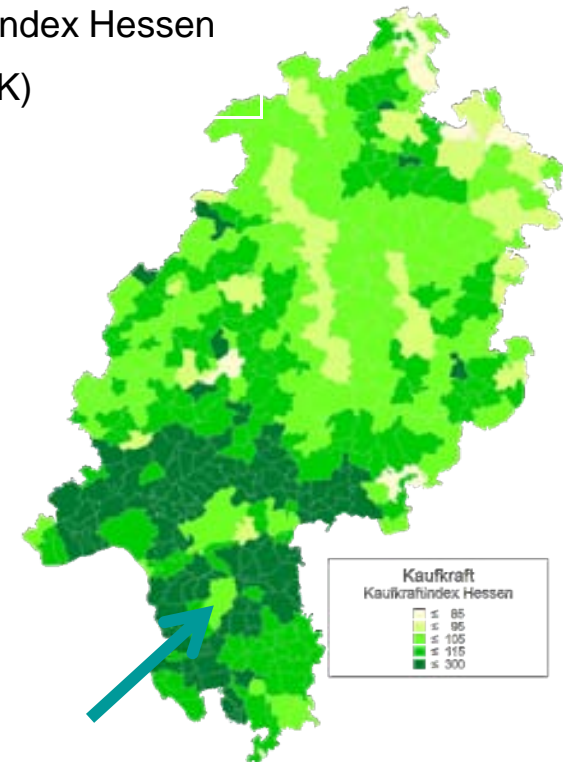 ndex Hessen
K)
Kaufkraft
Kaufkraftindex Hessen
≤ 85
≤ 95
≤ 105
≤ 115
≤ 300